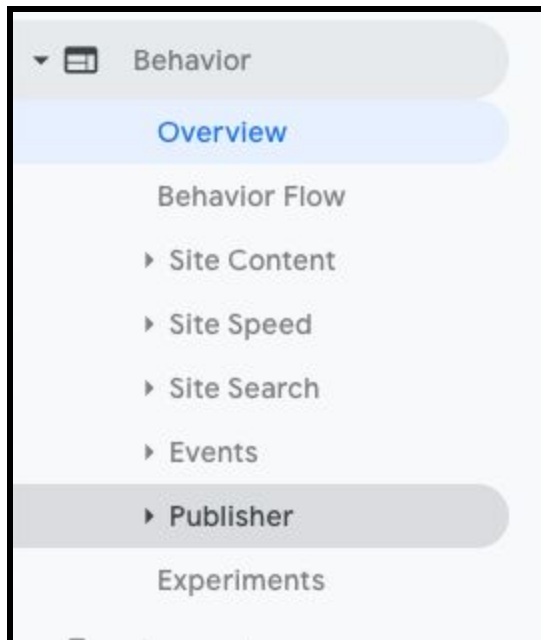 Behavior
Overview
Behavior Flow
Site Content
Site Speed
Site Search
Events
Publisher
Experiments